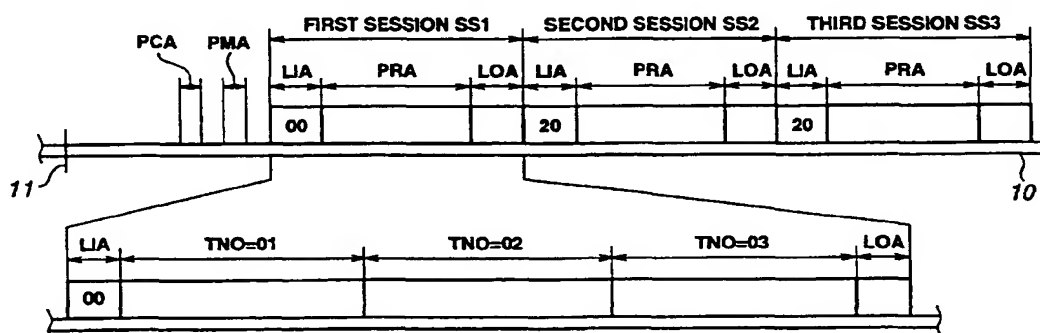 FIRST SESSION SS1 SECOND SESSION SS2 THIRD SESSION SS3
PCA PMA
LIA PRA LOA LIA PRA LOA LIA PRA LOA
00 20 20
11 10
LIA TNO=01 TNO=02 TNO=03 LOA
00